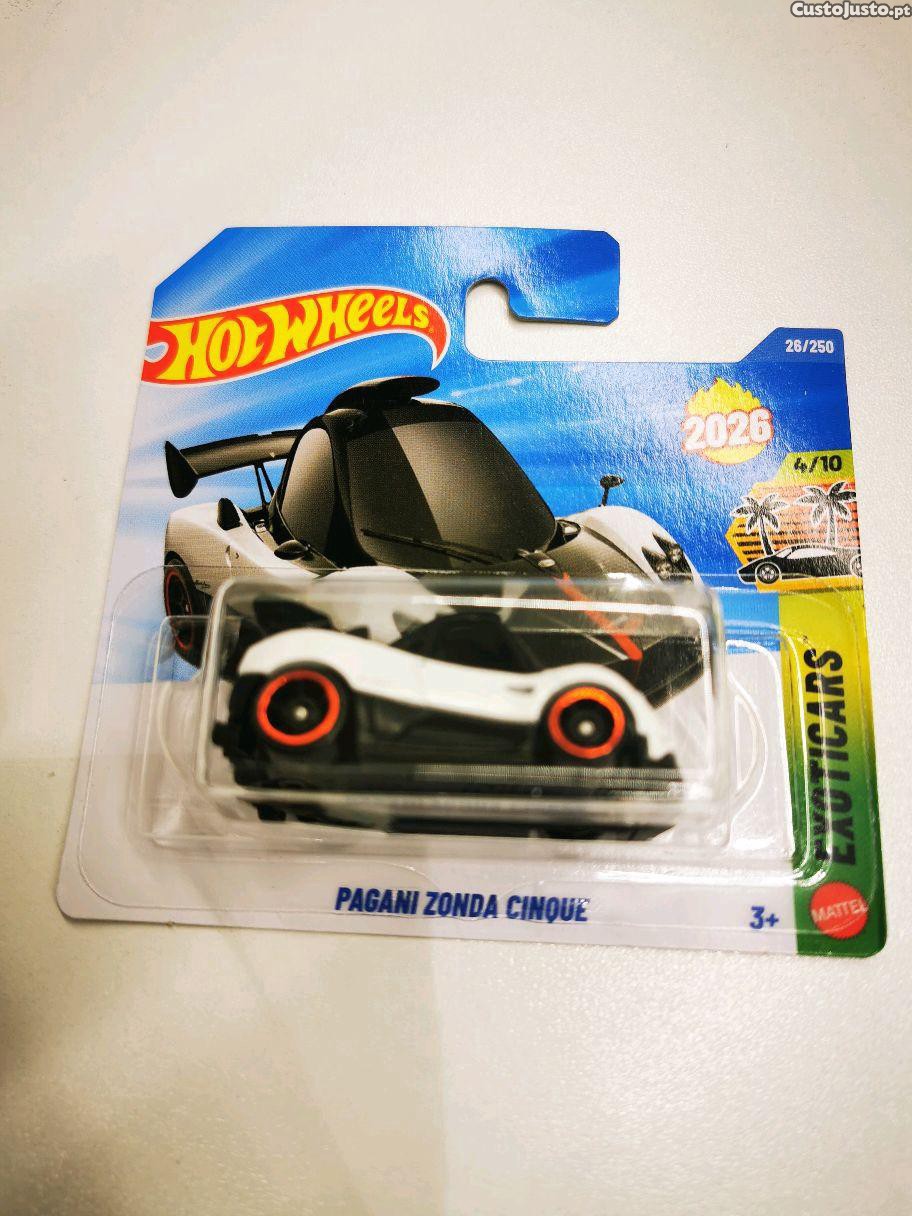 CustoJusto.pt
HOT WHEELS
26/250
2026
4/10
EXOTICARS
PAGANI ZONDA CINQUE
3+
MATTEL